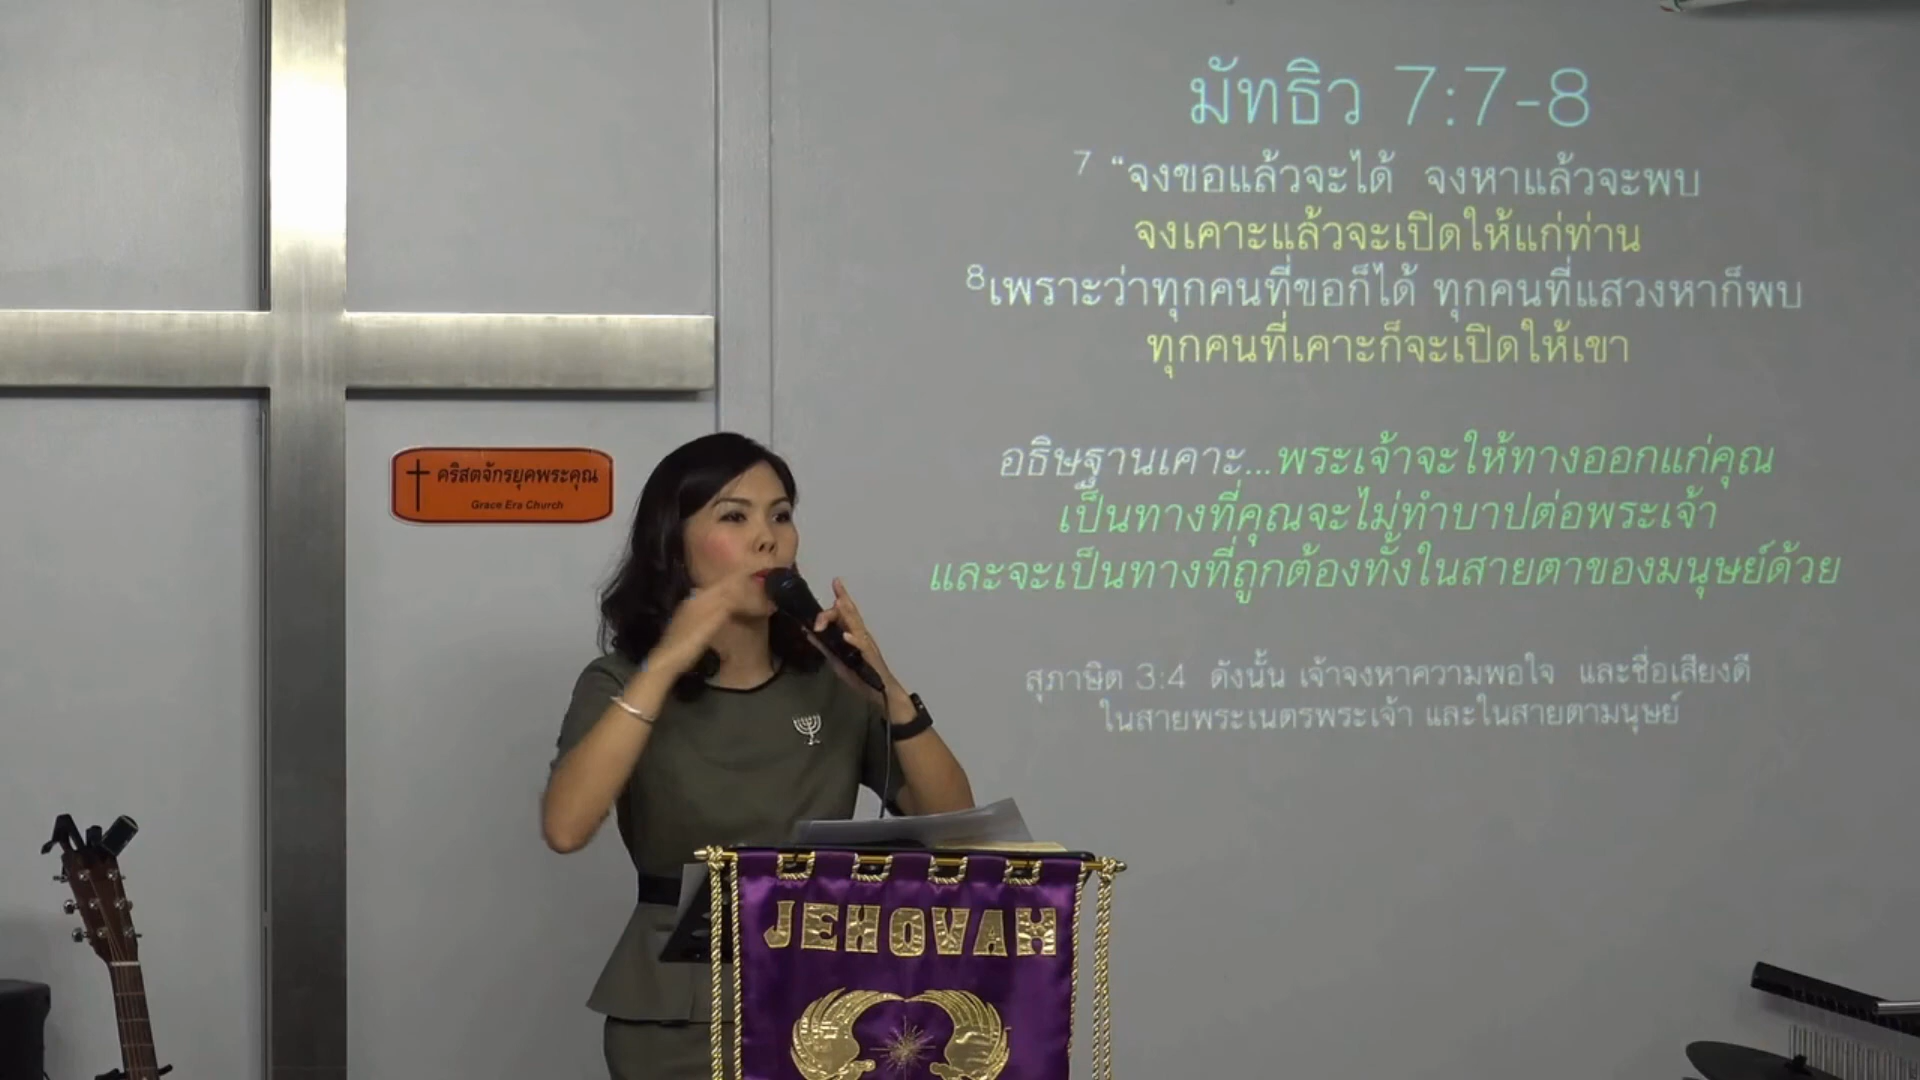 มัทธิว 7:7-8
7 “จงขอแล้วจะได้ จงหาแล้วจะพบ
จงเคาะแล้วจะเปิดให้แก่ท่าน
8เพราะว่าทุกคนที่ขอก็ได้ ทุกคนที่แสวงหาก็พบ
ทุกคนที่เคาะก็จะเปิดให้เขา
อธิษฐานเคาะ...พระเจ้าจะให้ทางออกแก่คุณ
เป็นทางที่คุณจะไม่ทำบาปต่อพระเจ้า
และจะเป็นทางที่ถูกต้องทั้งในสายตาของมนุษย์ด้วย
สุภาษิต 3:4 ดังนั้น เจ้าจงหาความพอใจ และชื่อเสียงดี
ในสายพระเนตรพระเจ้า และในสายตามนุษย์
คริสตจักรยุคพระคุณ
Grace Era Church
JEHOVAH